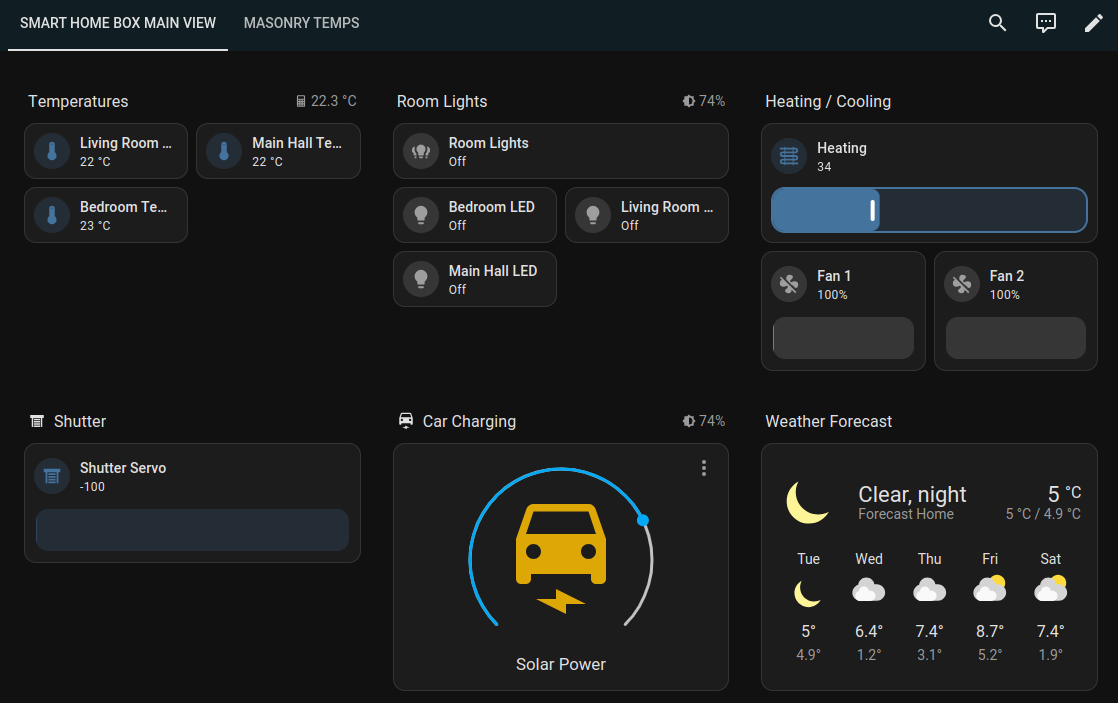 SMART HOME BOX MAIN VIEW
MASONRY TEMPS
Temperatures
22.3 °C
Living Room ...
22 °C
Main Hall Te...
22 °C
Bedroom Te...
23 °C
Room Lights
74%
Room Lights
Off
Bedroom LED
Off
Living Room ...
Off
Main Hall LED
Off
Heating / Cooling
Heating
34
Fan 1
100%
Fan 2
100%
Shutter
Shutter Servo
-100
Car Charging
74%
Solar Power
Weather Forecast
Clear, night
Forecast Home
5 °C
5 °C / 4.9 °C
Tue Wed Thu Fri Sat
5° 6.4° 7.4° 8.7° 7.4°
4.9° 1.2° 3.1° 5.2° 1.9°